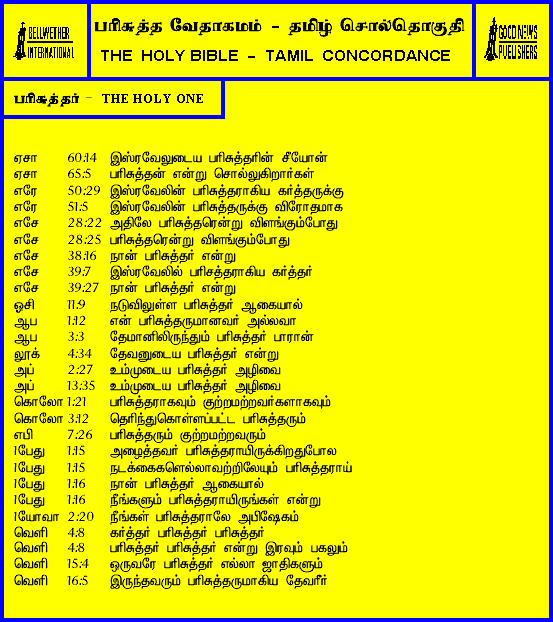 BELLWETHER
INTERNATIONAL
பரிசுத்த வேதாகமம் - தமிழ் சொல்தொகுதி
THE HOLY BIBLE - TAMIL CONCORDANCE
GOOD NEWS
PUBLISHERS
பரிசுத்தர் - THE HOLY ONE
ஏசா 60:14 இஸ்ரவேலுடைய பரிசுத்தரின் சீயோன்
ஏசா 65:5 பரிசுத்தன் என்று சொல்லுகிறார்கள்
எரே 50:29 இஸ்ரவேலின் பரிசுத்தராகிய கர்த்தருக்கு
எரே 51:5 இஸ்ரவேலின் பரிசுத்தருக்கு விரோதமாக
எசே 28:22 அதிலே பரிசுத்தரென்று விளங்கும்போது
எசே 28:25 பரிசுத்தரென்று விளங்கும்போது
எசே 38:16 நான் பரிசுத்தர் என்று
எசே 39:7 இஸ்ரவேலில் பரிசத்தராகிய கர்த்தர்
எசே 39:27 நான் பரிசுத்தர் என்று
ஓசி 11:9 நடுவிலுள்ள பரிசுத்தர் ஆகையால்
ஆப 1:12 என் பரிசுத்தருமானவர் அல்லவா
ஆப 3:3 தேமானிலிருந்தும் பரிசுத்தர் பாரான்
லூக் 4:34 தேவனுடைய பரிசுத்தர் என்று
அப் 2:27 உம்முடைய பரிசுத்தர் அழிவை
அப் 13:35 உம்முடைய பரிசுத்தர் அழிவை
கொலோ 1:21 பரிசுத்தராகவும் குற்றமற்றவர்களாகவும்
கொலோ 3:12 தெரிந்துகொள்ளப்பட்ட பரிசுத்தரும்
எபி 7:26 பரிசுத்தரும் குற்றமற்றவரும்
1பேது 1:15 அழைத்தவர் பரிசுத்தராயிருக்கிறதுபோல
1பேது 1:15 நடக்கைகளெல்லாவற்றிலேயும் பரிசுத்தராய்
1பேது 1:16 நான் பரிசுத்தர் ஆகையால்
1பேது 1:16 நீங்களும் பரிசுத்தராயிருங்கள் என்று
1யோவா 2:20 நீங்கள் பரிசுத்தராலே அபிஷேகம்
வெளி 4:8 கர்த்தர் பரிசுத்தர் பரிசுத்தர்
வெளி 4:8 பரிசுத்தர் பரிசுத்தர் என்று இரவும் பகலும்
வெளி 15:4 ஒருவரே பரிசுத்தர் எல்லா ஜாதிகளும்
வெளி 16:5 இருந்தவரும் பரிசுத்தருமாகிய தேவரீர்